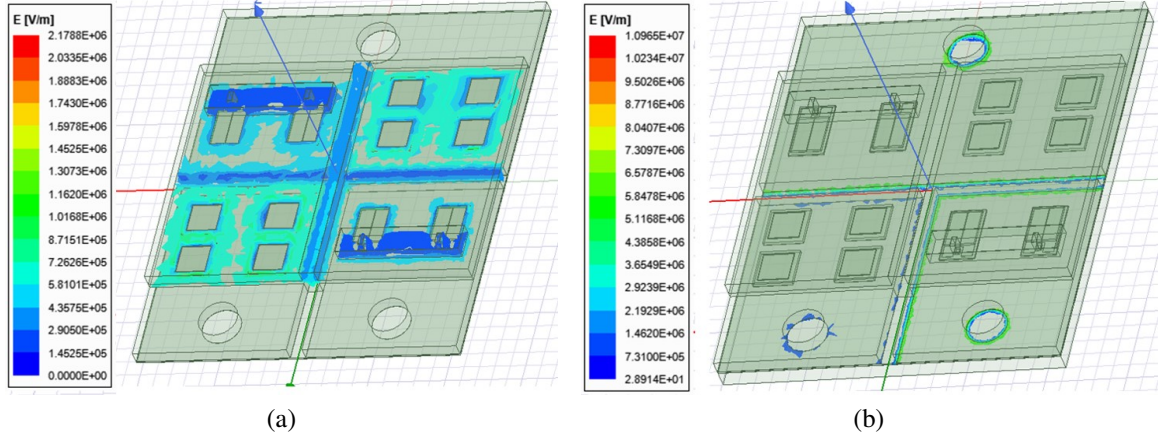 E [V/m]
2.1788E+06
2.0335E+06
1.8883E+06
1.7430E+06
1.5978E+06
1.4525E+06
1.3073E+06
1.1620E+06
1.0168E+06
8.7151E+05
7.2626E+05
5.8101E+05
4.3575E+05
2.9050E+05
1.4525E+05
0.0000E+00
(a)
E [V/m]
1.0965E+07
1.0234E+07
9.5026E+06
8.7716E+06
8.0407E+06
7.3097E+06
6.5787E+06
5.8478E+06
5.1168E+06
4.3858E+06
3.6549E+06
2.9239E+06
2.1929E+06
1.4620E+06
7.3100E+05
2.8914E+01
(b)